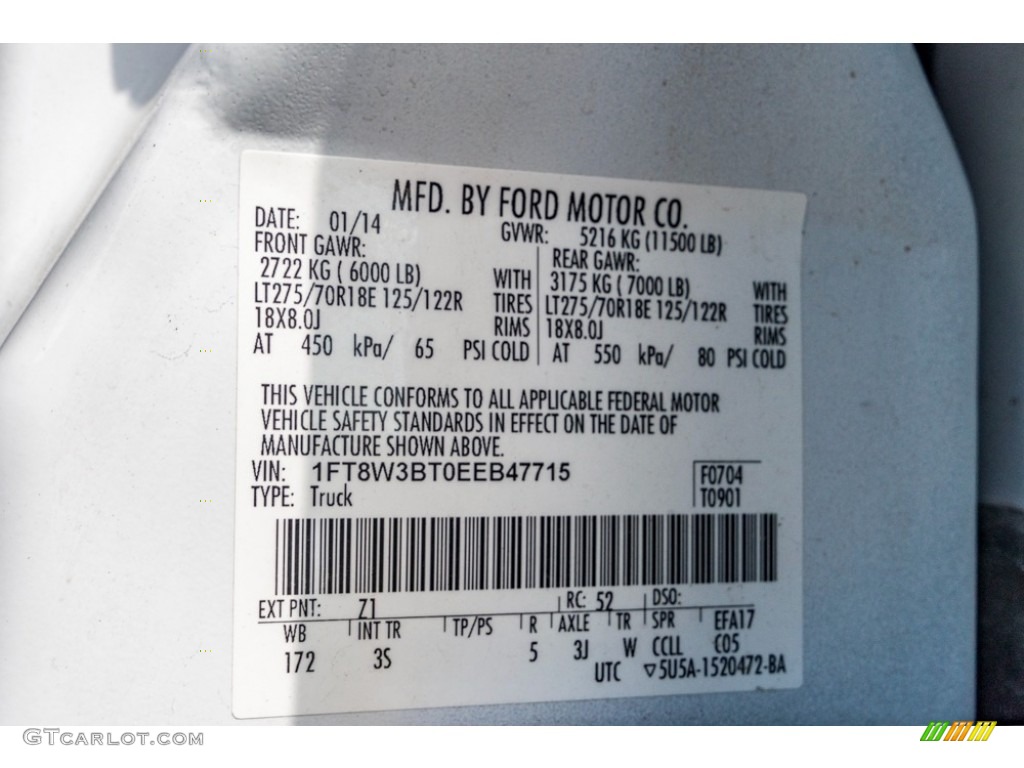 MFD. BY FORD MOTOR CO.
DATE: 01/14 GVWR: 5216 KG (11500 LB)
FRONT GAWR: REAR GAWR:
2722 KG ( 6000 LB) WITH 3175 KG ( 7000 LB) WITH
LT275/70R18E 125/122R TIRES LT275/70R18E 125/122R TIRES
18X8.0J RIMS 18X8.0J RIMS
AT 450 kPa/ 65 PSI COLD AT 550 kPa/ 80 PSI COLD
THIS VEHICLE CONFORMS TO ALL APPLICABLE FEDERAL MOTOR
VEHICLE SAFETY STANDARDS IN EFFECT ON THE DATE OF
MANUFACTURE SHOWN ABOVE.
VIN: 1FT8W3BT0EEB47715 F0704
TYPE: Truck T0901
EXT PNT: Z1 RC: 52 DSO:
WB INT TR TP/PS R AXLE TR SPR EFA17
172 3S 5 3J W CCLL C05
UTC ▽5U5A-1520472-BA
GTCarLot.com